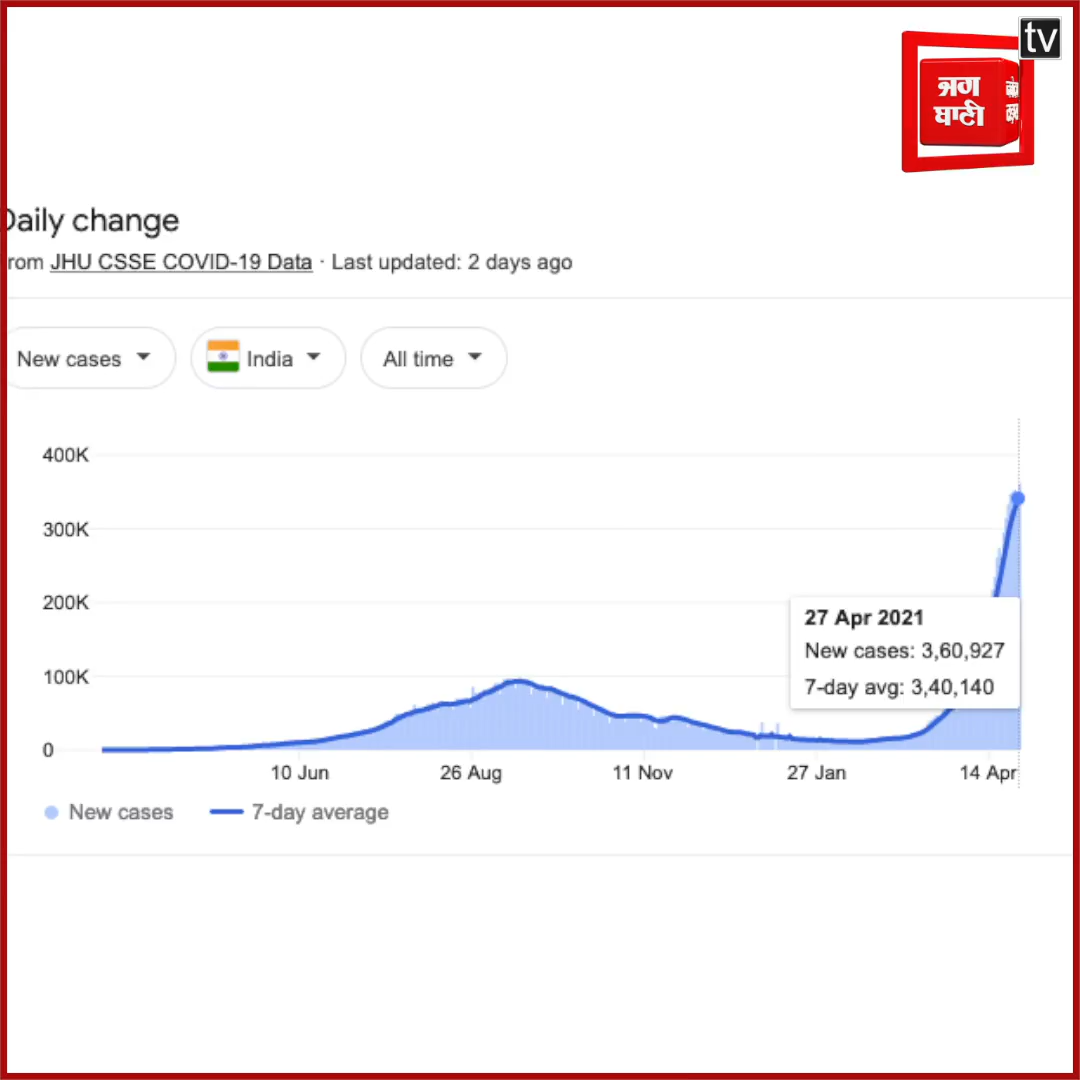 tv
ਜਗ
ਬਾਣੀ
Daily change
rom JHU CSSE COVID-19 Data · Last updated: 2 days ago
New cases
India
All time
400K
300K
200K
100K
0
27 Apr 2021
New cases: 3,60,927
7-day avg: 3,40,140
10 Jun
26 Aug
11 Nov
27 Jan
14 Apr
New cases
7-day average